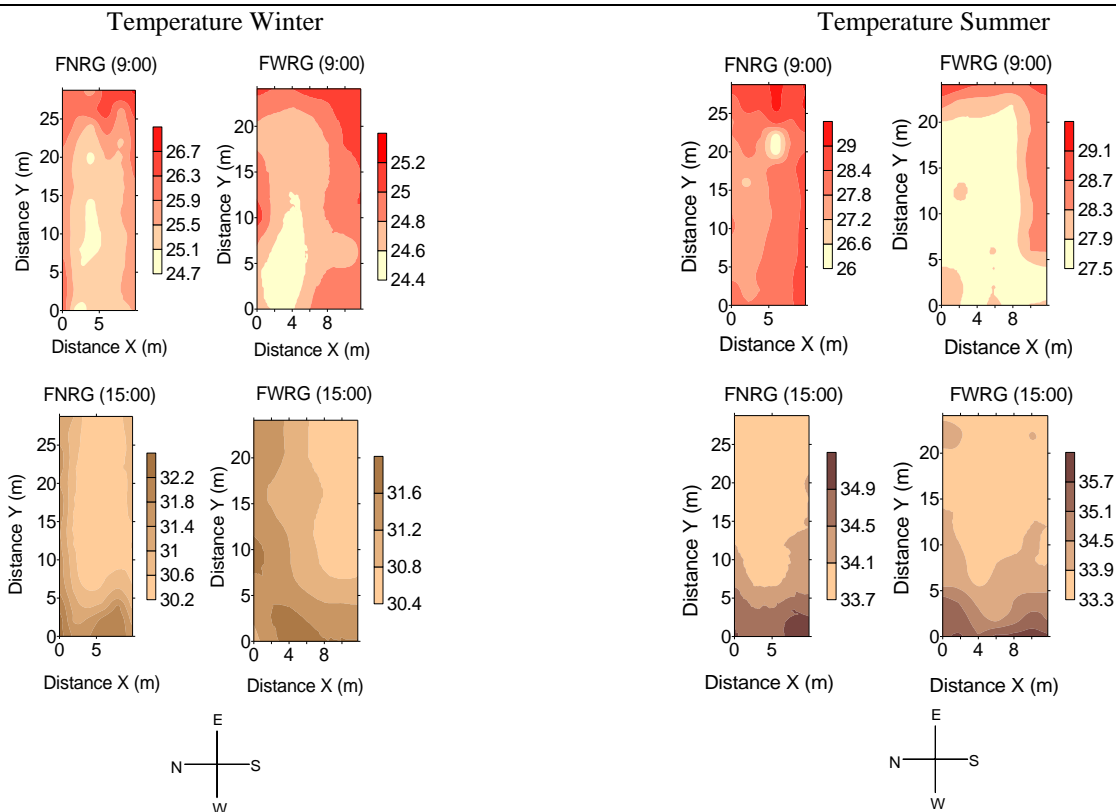 Temperature Winter
Temperature Summer
FNRG (9:00)
FWRG (9:00)
FNRG (9:00)
FWRG (9:00)
Distance Y (m)
25
20
15
10
5
0
0 5
Distance X (m)
26.7
26.3
25.9
25.5
25.1
24.7
Distance Y (m)
20
15
10
5
0
0 4 8
Distance X (m)
25.2
25
24.8
24.6
24.4
Distance Y (m)
25
20
15
10
5
0
0 5
Distance X (m)
29
28.4
27.8
27.2
26.6
26
Distance Y (m)
20
15
10
5
0
0 4 8
Distance X (m)
29.1
28.7
28.3
27.9
27.5
FNRG (15:00)
FWRG (15:00)
FNRG (15:00)
FWRG (15:00)
Distance Y (m)
25
20
15
10
5
0
5
Distance X (m)
32.2
31.8
31.4
31
30.6
30.2
Distance Y (m)
20
15
10
5
0
0 4 8
Distance X (m)
31.6
31.2
30.8
30.4
Distance Y (m)
25
20
15
10
5
0
0 5
Distance X (m)
34.9
34.5
34.1
33.7
Distance Y (m)
20
15
10
5
0
0 4 8
Distance X (m)
35.7
35.1
34.5
33.9
33.3
E
N S
W
E
N S
W